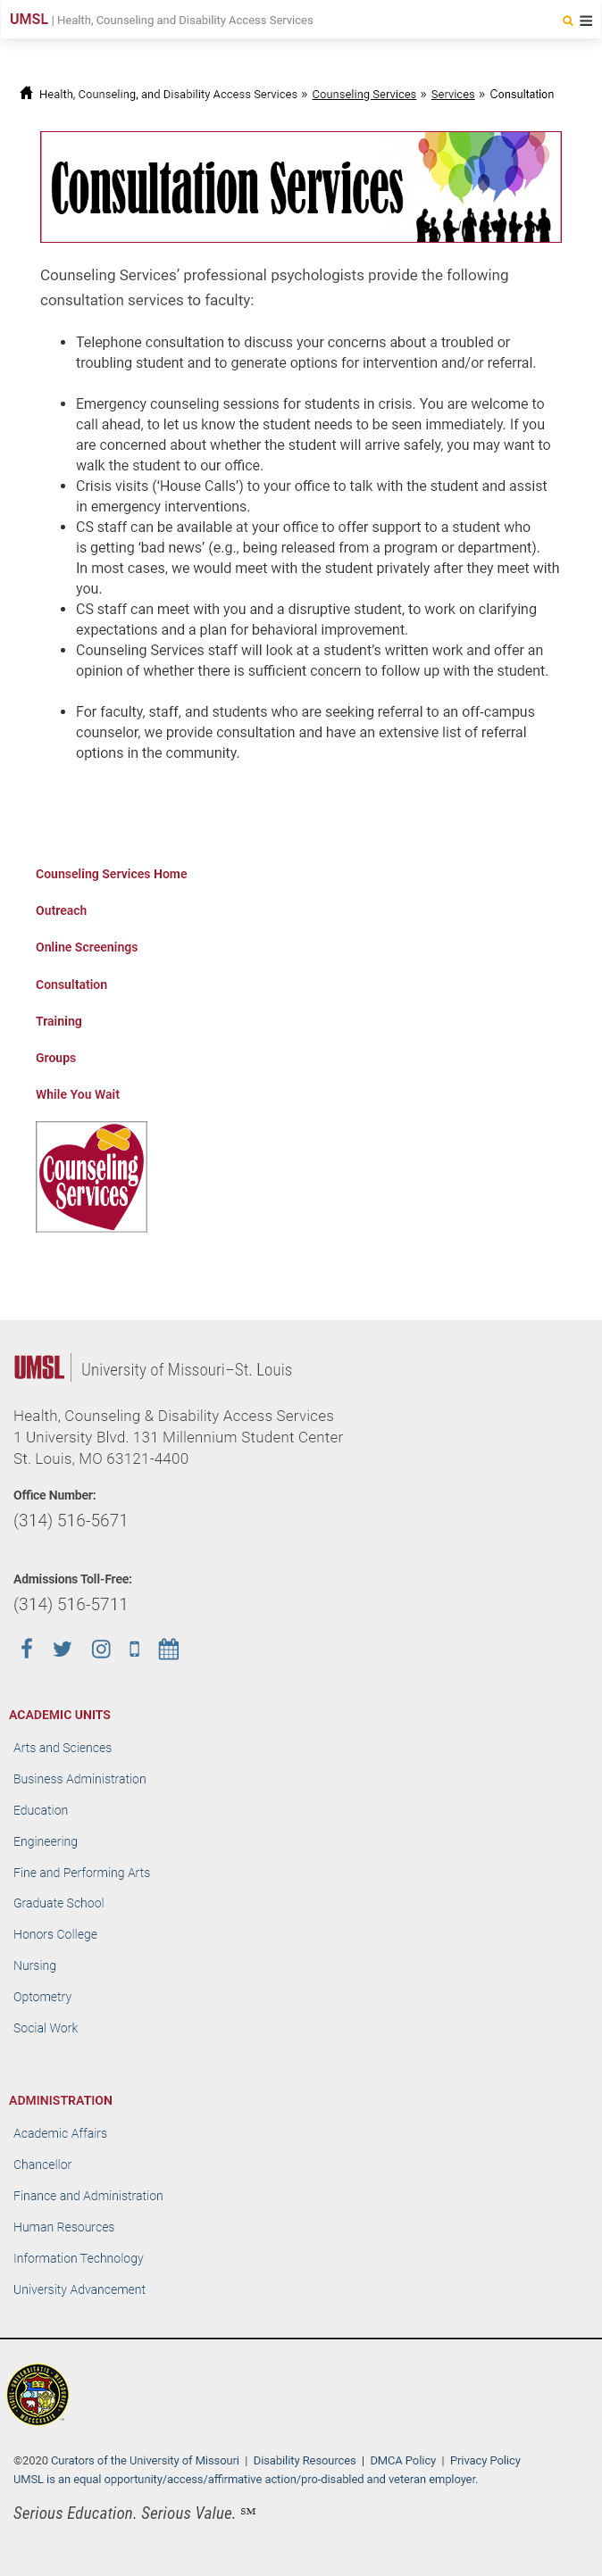 UMSL | Health, Counseling and Disability Access Services
Health, Counseling, and Disability Access Services » Counseling Services » Services » Consultation
Consultation Services
Counseling Services’ professional psychologists provide the following
consultation services to faculty:
• Telephone consultation to discuss your concerns about a troubled or
troubling student and to generate options for intervention and/or referral.
• Emergency counseling sessions for students in crisis. You are welcome to
call ahead, to let us know the student needs to be seen immediately. If you
are concerned about whether the student will arrive safely, you may want to
walk the student to our office.
• Crisis visits (‘House Calls’) to your office to talk with the student and assist
in emergency interventions.
• CS staff can be available at your office to offer support to a student who
is getting ‘bad news’ (e.g., being released from a program or department).
In most cases, we would meet with the student privately after they meet with
you.
• CS staff can meet with you and a disruptive student, to work on clarifying
expectations and a plan for behavioral improvement.
• Counseling Services staff will look at a student’s written work and offer an
opinion of whether there is sufficient concern to follow up with the student.
• For faculty, staff, and students who are seeking referral to an off-campus
counselor, we provide consultation and have an extensive list of referral
options in the community.
Counseling Services Home
Outreach
Online Screenings
Consultation
Training
Groups
While You Wait
Counseling
Services
UMSL | University of Missouri–St. Louis
Health, Counseling & Disability Access Services
1 University Blvd. 131 Millennium Student Center
St. Louis, MO 63121-4400
Office Number:
(314) 516-5671
Admissions Toll-Free:
(314) 516-5711
ACADEMIC UNITS
Arts and Sciences
Business Administration
Education
Engineering
Fine and Performing Arts
Graduate School
Honors College
Nursing
Optometry
Social Work
ADMINISTRATION
Academic Affairs
Chancellor
Finance and Administration
Human Resources
Information Technology
University Advancement
©2020 Curators of the University of Missouri | Disability Resources | DMCA Policy | Privacy Policy
UMSL is an equal opportunity/access/affirmative action/pro-disabled and veteran employer.
Serious Education. Serious Value. ℠